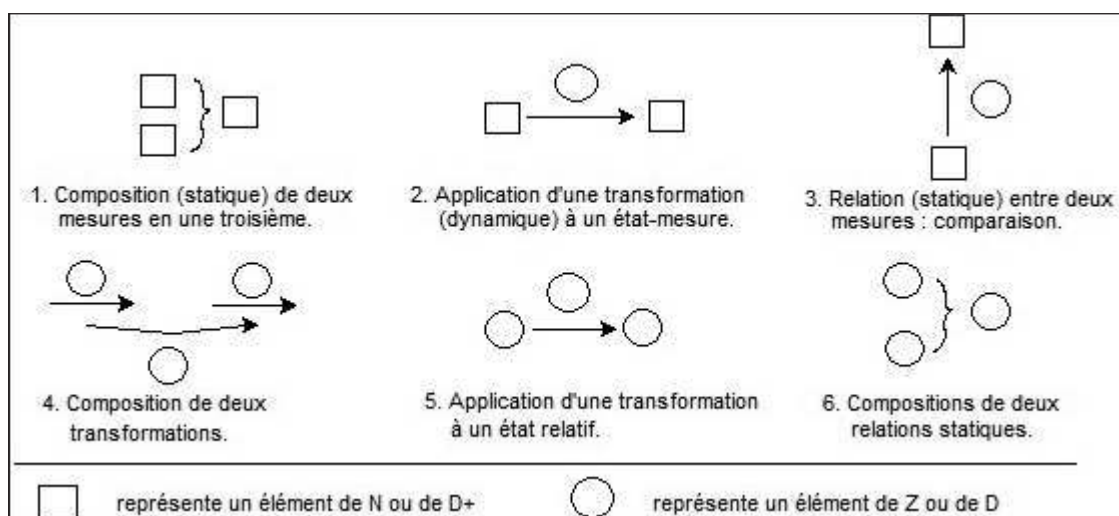 1. Composition (statique) de deux
mesures en une troisième.
2. Application d'une transformation
(dynamique) à un état-mesure.
3. Relation (statique) entre deux
mesures : comparaison.
4. Composition de deux
transformations.
5. Application d'une transformation
à un état relatif.
6. Compositions de deux
relations statiques.
représente un élément de N ou de D+
représente un élément de Z ou de D